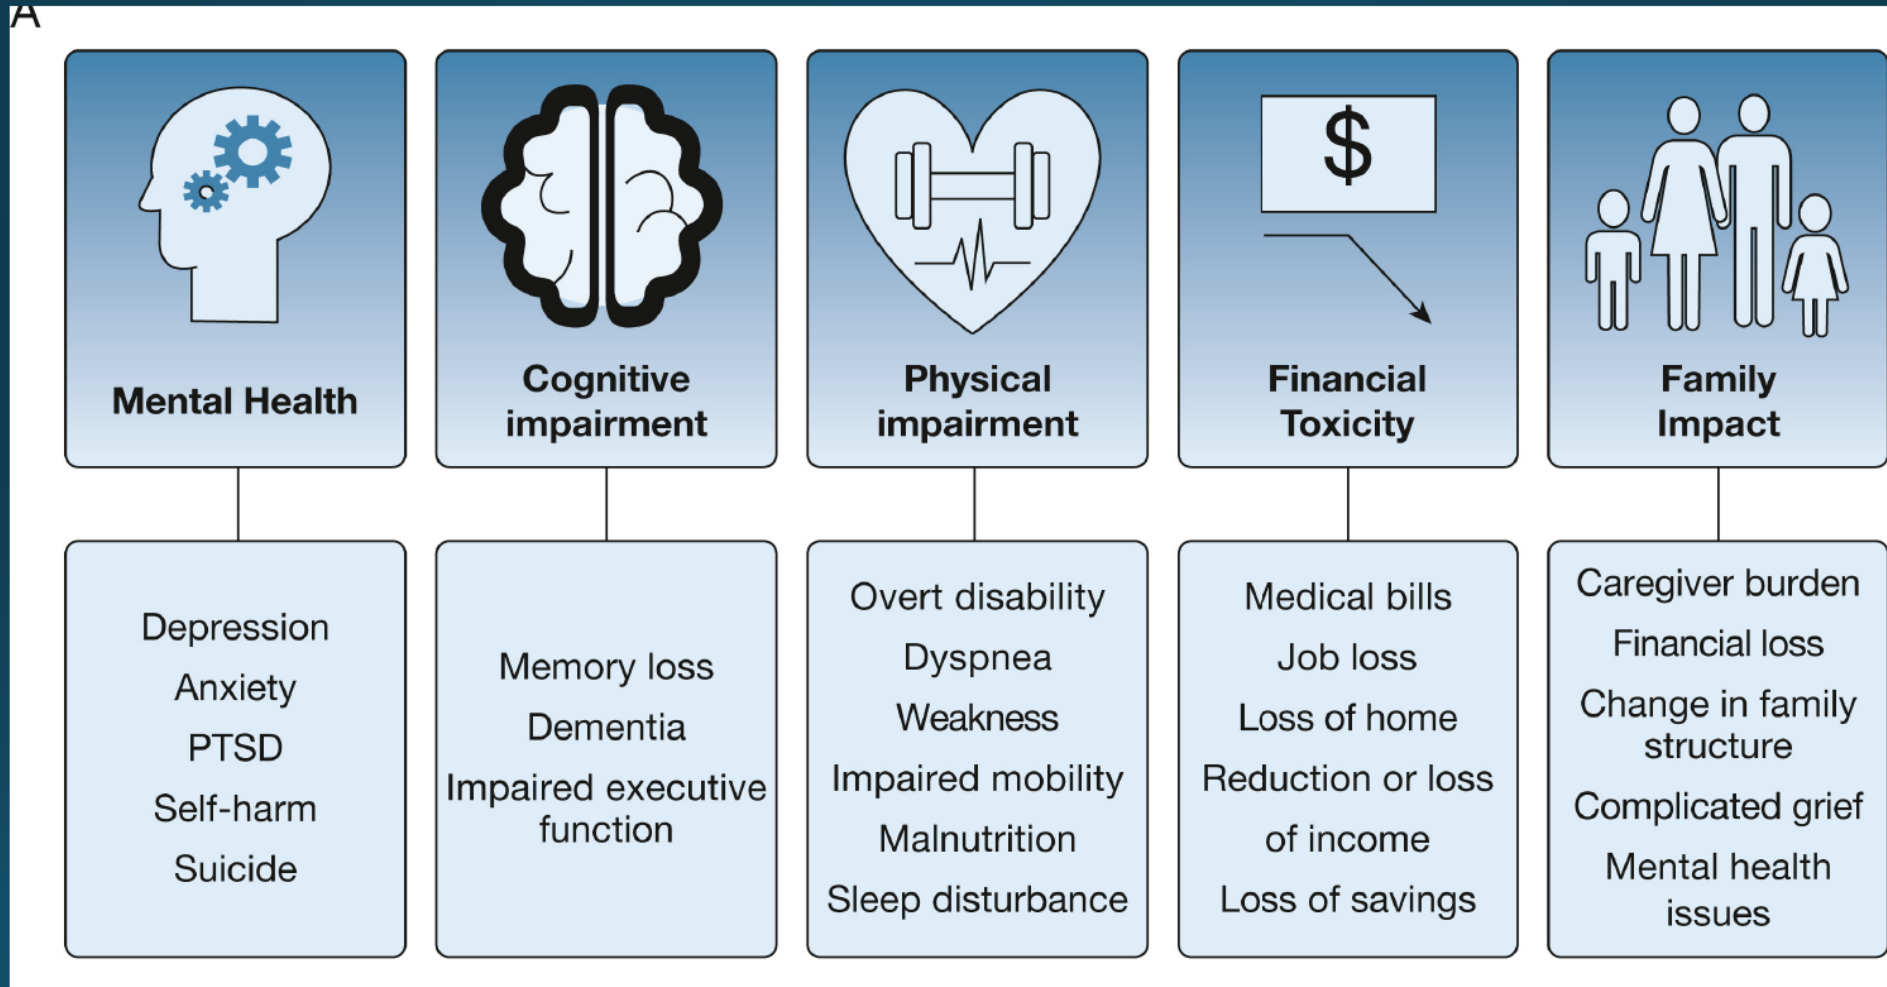 A
$
Mental Health
Cognitive
impairment
Physical
impairment
Financial
Toxicity
Family
Impact
Depression
Anxiety
PTSD
Self-harm
Suicide
Memory loss
Dementia
Impaired executive
function
Overt disability
Dyspnea
Weakness
Impaired mobility
Malnutrition
Sleep disturbance
Medical bills
Job loss
Loss of home
Reduction or loss
of income
Loss of savings
Caregiver burden
Financial loss
Change in family
structure
Complicated grief
Mental health
issues